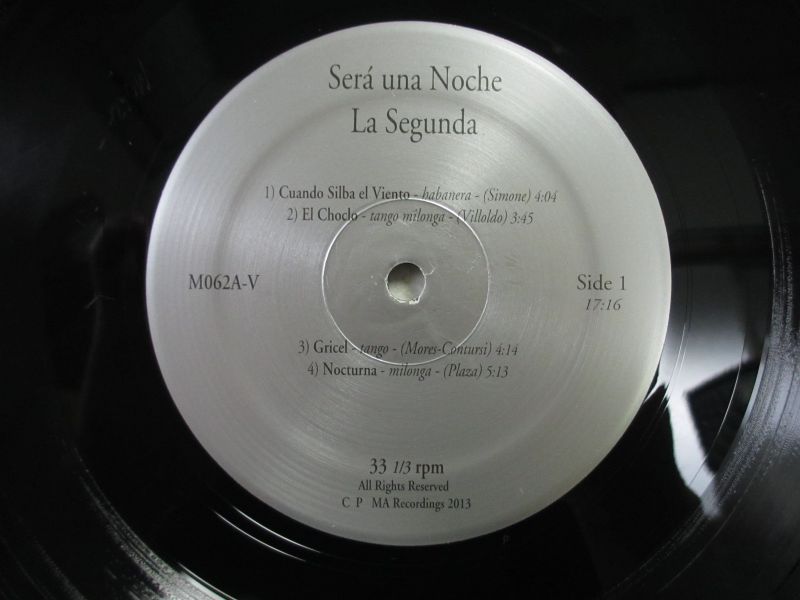 Será una Noche
La Segunda
1) Cuando Silba el Viento - habanera - (Simone) 4:04
2) El Choclo - tango milonga - (Villoldo) 3:45
M062A-V
Side 1
17:16
3) Gricel - tango - (Mores-Contursi) 4:14
4) Nocturna - milonga - (Plaza) 5:13
33 1/3 rpm
All Rights Reserved
C P MA Recordings 2013